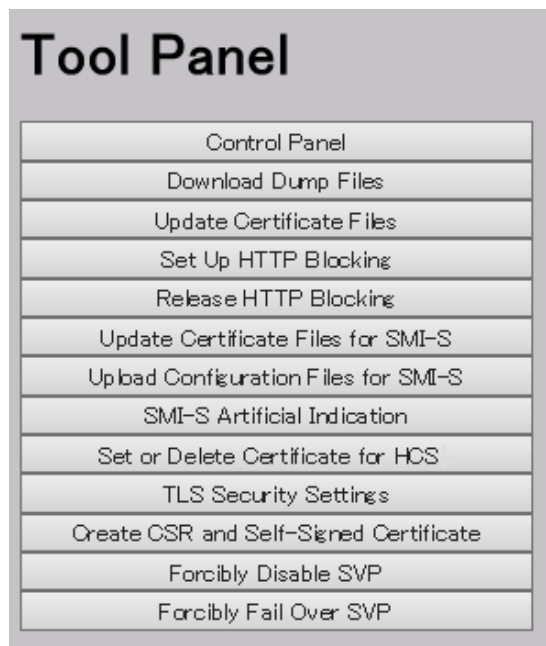 Tool Panel
Control Panel
Download Dump Files
Update Certificate Files
Set Up HTTP Blocking
Release HTTP Blocking
Update Certificate Files for SMI-S
Upload Configuration Files for SMI-S
SMI-S Artificial Indication
Set or Delete Certificate for HCS
TLS Security Settings
Create CSR and Self-Signed Certificate
Forcibly Disable SVP
Forcibly Fail Over SVP